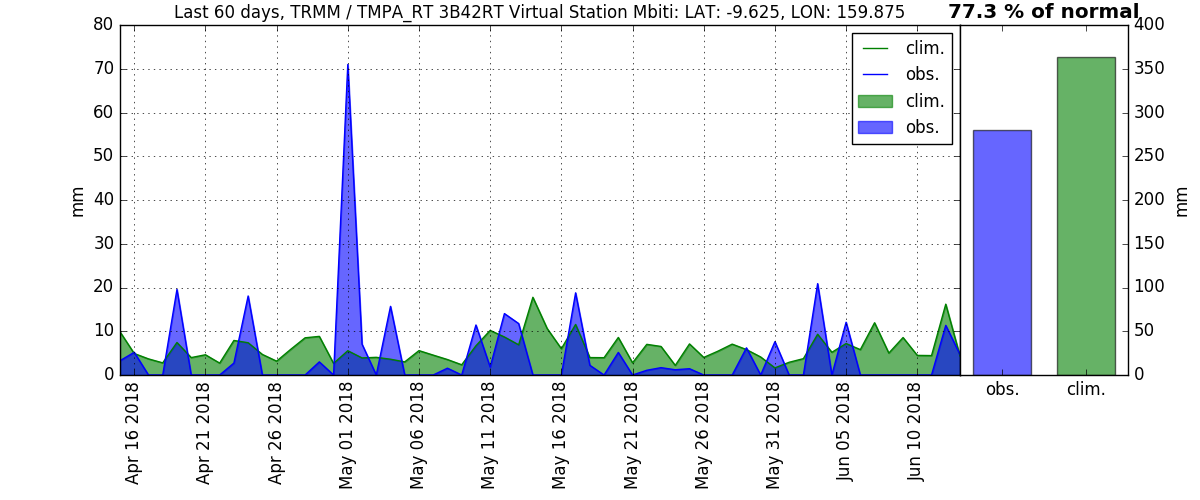 Last 60 days, TRMM / TMPA_RT 3B42RT Virtual Station Mbiti: LAT: -9.625, LON: 159.875
77.3 % of normal
80
70
60
50
40
30
20
10
0
mm
clim.
obs.
clim.
obs.
400
350
300
250
200
150
100
50
0
mm
Apr 16 2018
Apr 21 2018
Apr 26 2018
May 01 2018
May 06 2018
May 11 2018
May 16 2018
May 21 2018
May 26 2018
May 31 2018
Jun 05 2018
Jun 10 2018
obs.
clim.